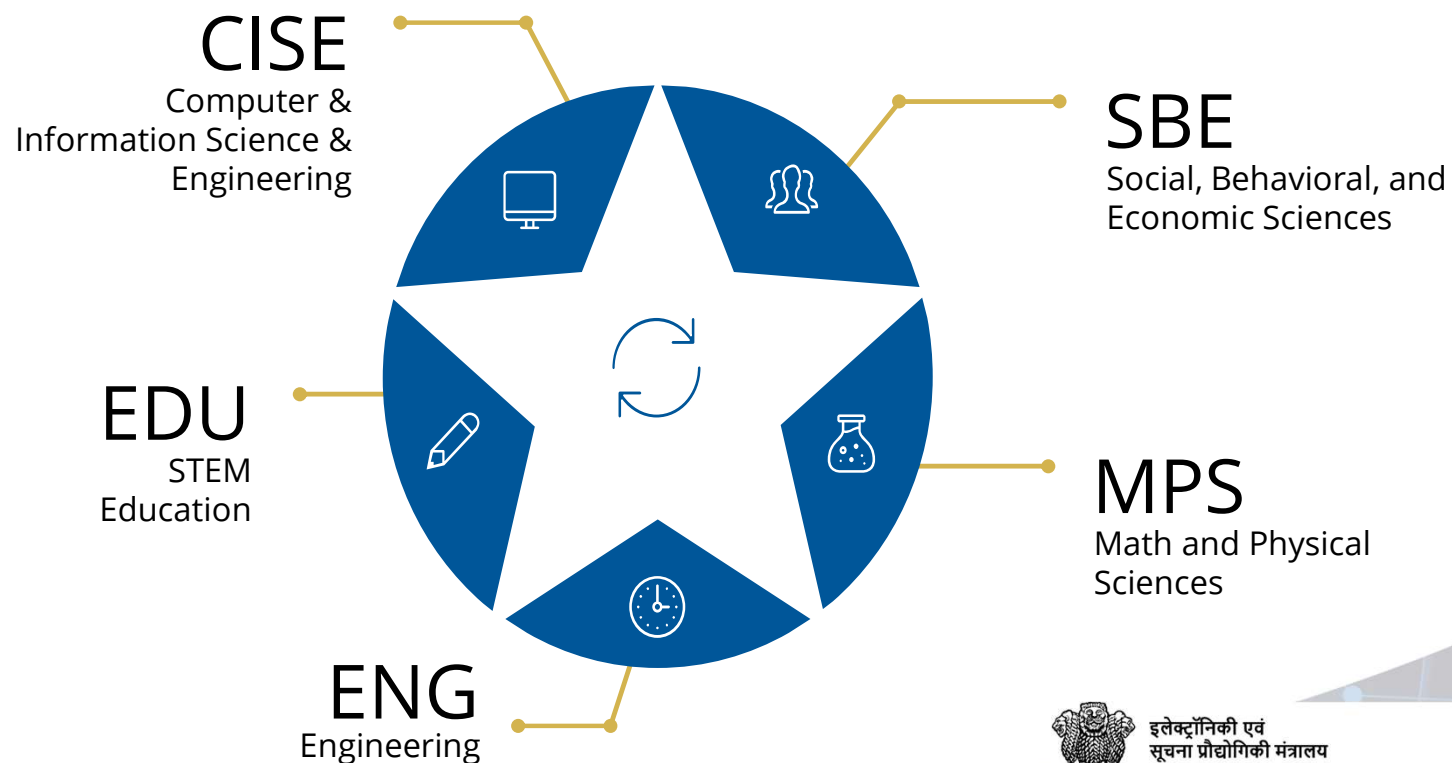 CISE
Computer &
Information Science &
Engineering
SBE
Social, Behavioral, and
Economic Sciences
EDU
STEM
Education
MPS
Math and Physical
Sciences
ENG
Engineering
इलेक्ट्रॉनिकी एवं
सूचना प्रौद्योगिकी मंत्रालय